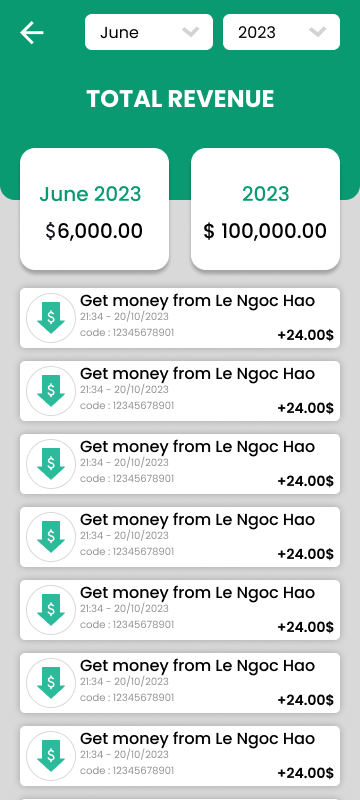 June
2023
TOTAL REVENUE
June 2023
$6,000.00
2023
$ 100,000.00
$
Get money from Le Ngoc Hao
21:34 - 20/10/2023
code : 12345678901
+24.00$
$
Get money from Le Ngoc Hao
21:34 - 20/10/2023
code : 12345678901
+24.00$
$
Get money from Le Ngoc Hao
21:34 - 20/10/2023
code : 12345678901
+24.00$
$
Get money from Le Ngoc Hao
21:34 - 20/10/2023
code : 12345678901
+24.00$
$
Get money from Le Ngoc Hao
21:34 - 20/10/2023
code : 12345678901
+24.00$
$
Get money from Le Ngoc Hao
21:34 - 20/10/2023
code : 12345678901
+24.00$
$
Get money from Le Ngoc Hao
21:34 - 20/10/2023
code : 12345678901
+24.00$